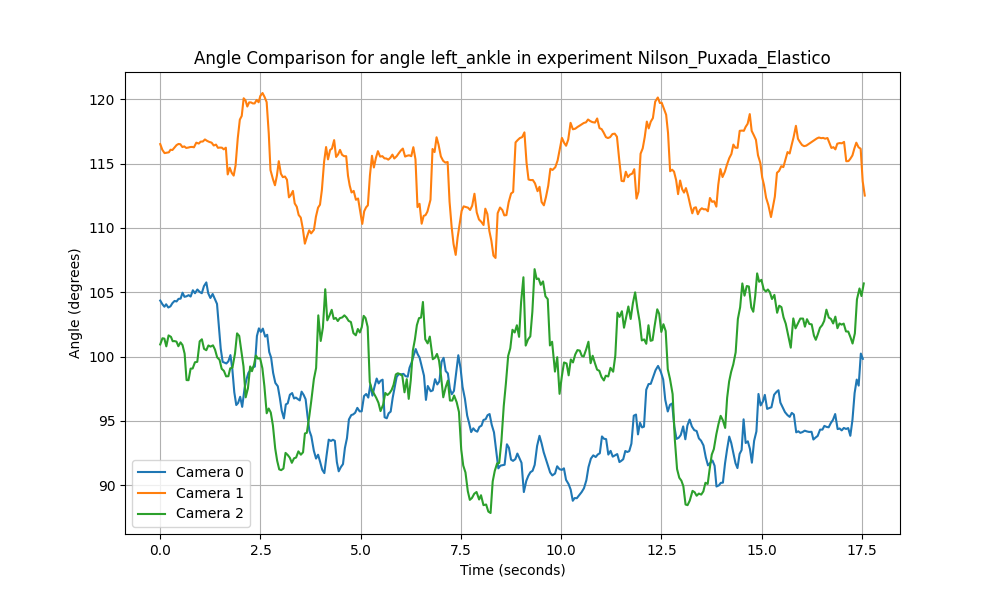 Angle Comparison for angle left_ankle in experiment Nilson_Puxada_Elastico
Angle (degrees)
120
115
110
105
100
95
90
Camera 0
Camera 1
Camera 2
0.0 2.5 5.0 7.5 10.0 12.5 15.0 17.5
Time (seconds)